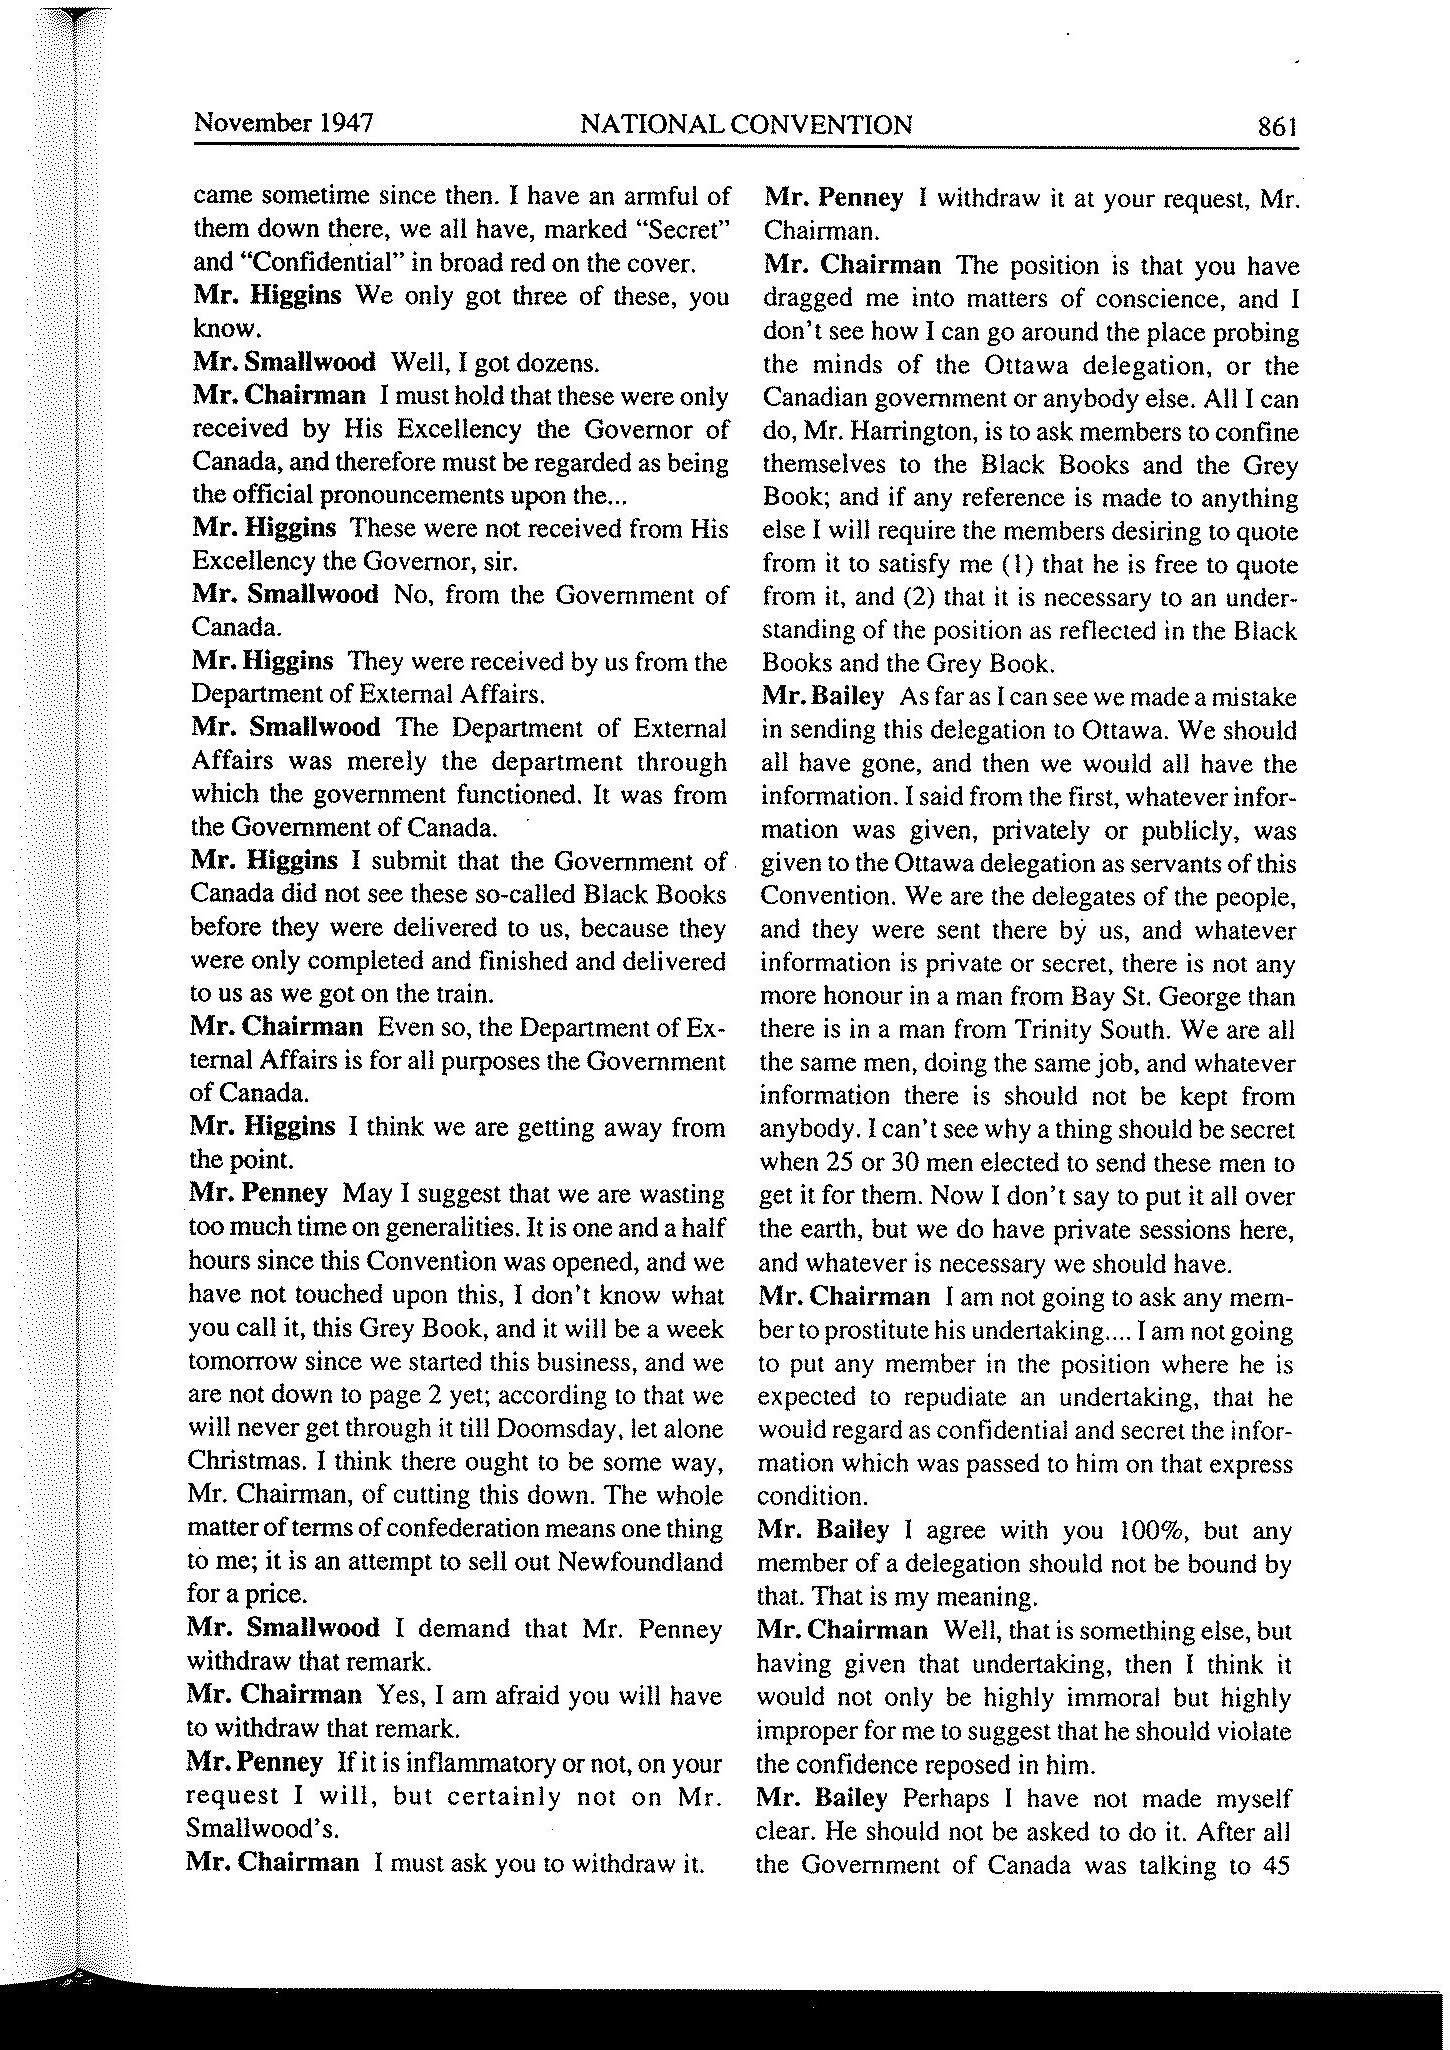 November 1947 NATIONAL CONVENTION 861
came sometime since then. I have an armful of
them down there, we all have, marked "Secret"
and "Confidential" in broad red on the cover.
Mr. Higgins We only got three of these, you
know.
Mr. Smallwood Well, I got dozens.
Mr. Chairman I must hold that these were only
received by His Excellency the Governor of
Canada, and therefore must be regarded as being
the official pronouncements upon the...
Mr. Higgins These were not received from His
Excellency the Governor, sir.
Mr. Smallwood No, from the Government of
Canada.
Mr. Higgins They were received by us from the
Department of External Affairs.
Mr. Smallwood The Department of External
Affairs was merely the department through
which the government functioned. It was from
the Government of Canada.
Mr. Higgins I submit that the Government of
Canada did not see these so-called Black Books
before they were delivered to us, because they
were only completed and finished and delivered
to us as we got on the train.
Mr. Chairman Even so, the Department of Ex-
ternal Affairs is for all purposes the Government
of Canada.
Mr. Higgins I think we are getting away from
the point.
Mr. Penney May I suggest that we are wasting
too much time on generalities. It is one and a half
hours since this Convention was opened, and we
have not touched upon this, I don't know what
you call it, this Grey Book, and it will be a week
tomorrow since we started this business, and we
are not down to page 2 yet; according to that we
will never get through it till Doomsday, let alone
Christmas. I think there ought to be some way,
Mr. Chairman, of cutting this down. The whole
matter of terms of confederation means one thing
to me; it is an attempt to sell out Newfoundland
for a price.
Mr. Smallwood I demand that Mr. Penney
withdraw that remark.
Mr. Chairman Yes, I am afraid you will have
to withdraw that remark.
Mr. Penney If it is inflammatory or not, on your
request I will, but certainly not on Mr.
Smallwood's.
Mr. Chairman I must ask you to withdraw it.
Mr. Penney I withdraw it at your request, Mr.
Chairman.
Mr. Chairman The position is that you have
dragged me into matters of conscience, and I
don't see how I can go around the place probing
the minds of the Ottawa delegation, or the
Canadian government or anybody else. All I can
do, Mr. Harrington, is to ask members to confine
themselves to the Black Books and the Grey
Book; and if any reference is made to anything
else I will require the members desiring to quote
from it to satisfy me (1) that he is free to quote
from it, and (2) that it is necessary to an under-
standing of the position as reflected in the Black
Books and the Grey Book.
Mr. Bailey As far as I can see we made a mistake
in sending this delegation to Ottawa. We should
all have gone, and then we would all have the
information. I said from the first, whatever infor-
mation was given, privately or publicly, was
given to the Ottawa delegation as servants of this
Convention. We are the delegates of the people,
and they were sent there by us, and whatever
information is private or secret, there is not any
more honour in a man from Bay St. George than
there is in a man from Trinity South. We are all
the same men, doing the same job, and whatever
information there is should not be kept from
anybody. I can't see why a thing should be secret
when 25 or 30 men elected to send these men to
get it for them. Now I don't say to put it all over
the earth, but we do have private sessions here,
and whatever is necessary we should have.
Mr. Chairman I am not going to ask any mem-
ber to prostitute his undertaking.... I am not going
to put any member in the position where he is
expected to repudiate an undertaking, that he
would regard as confidential and secret the infor-
mation which was passed to him on that express
condition.
Mr. Bailey I agree with you 100%, but any
member of a delegation should not be bound by
that. That is my meaning.
Mr. Chairman Well, that is something else, but
having given that undertaking, then I think it
would not only be highly immoral but highly
improper for me to suggest that he should violate
the confidence reposed in him.
Mr. Bailey Perhaps I have not made myself
clear. He should not be asked to do it. After all
the Government of Canada was talking to 45